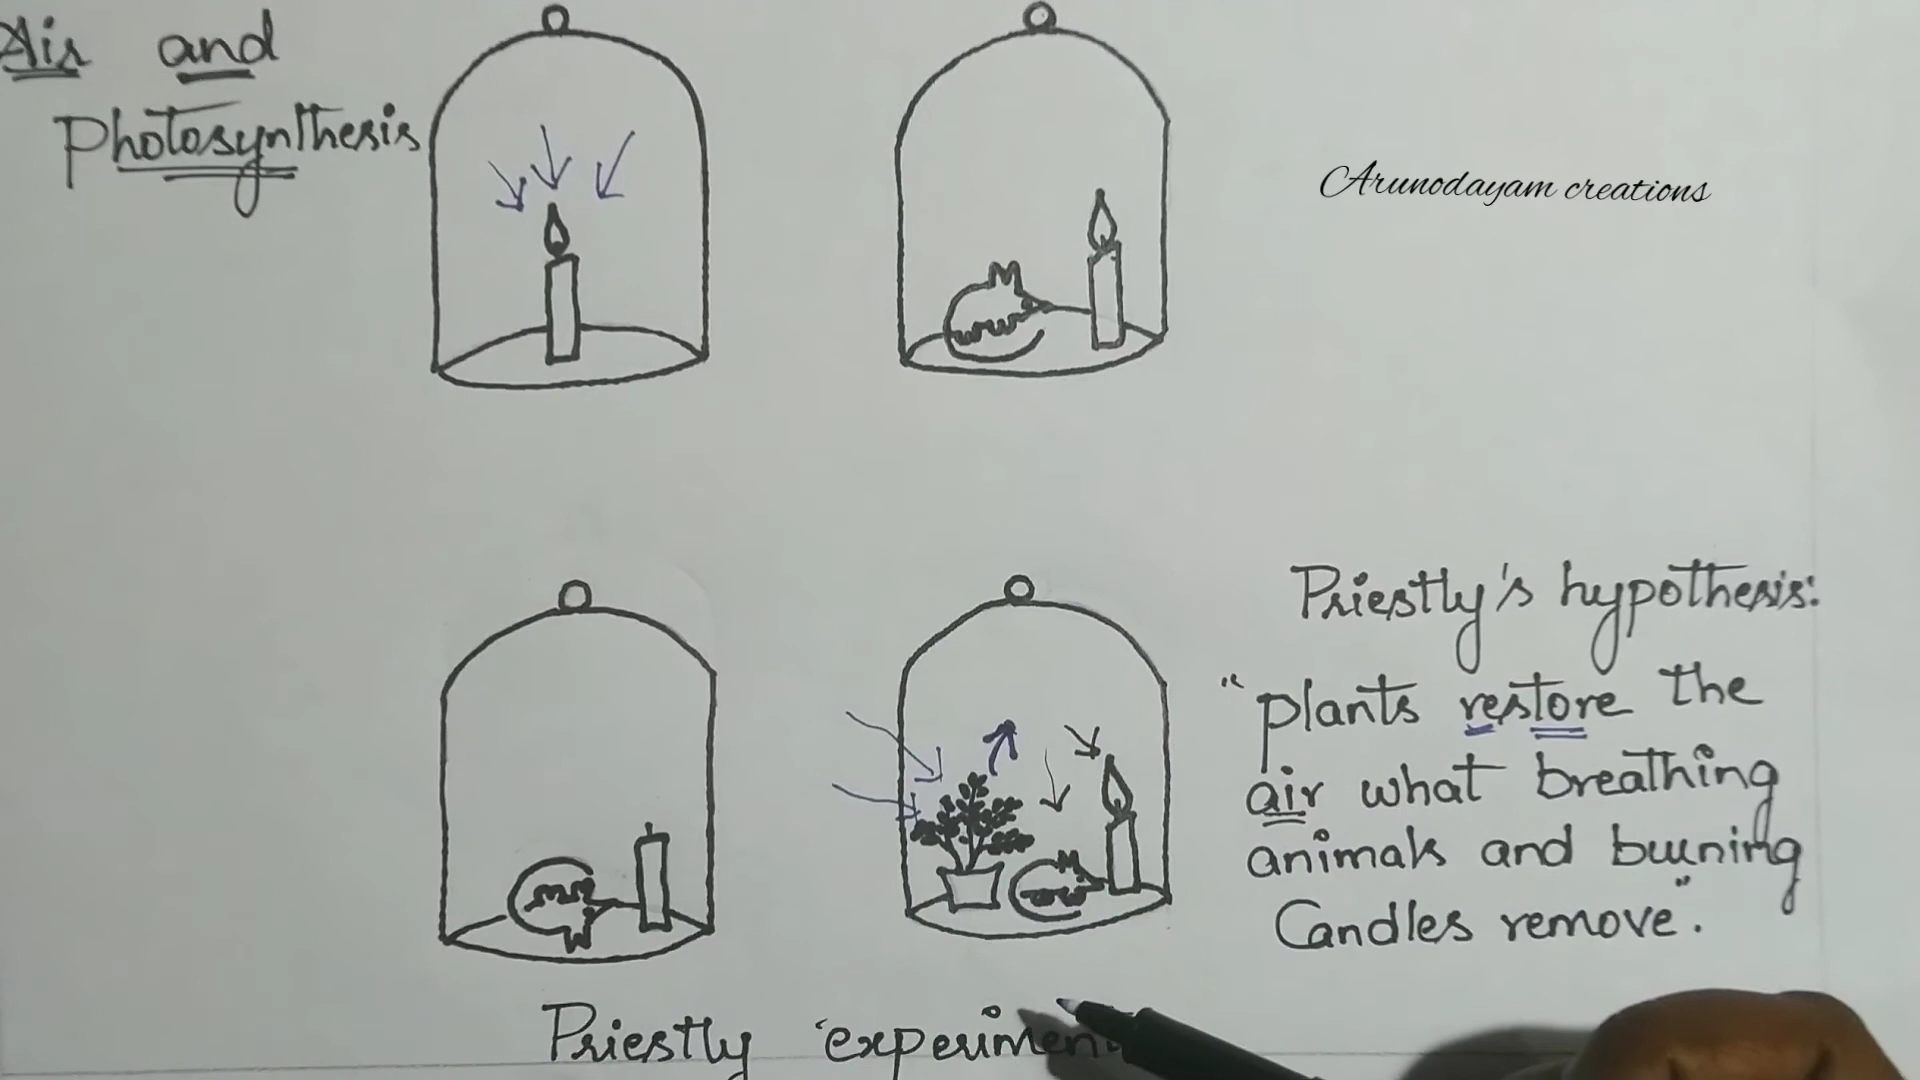 Air and
Photosynthesis
Arunodayam creations
Priestly's hypothesis:
"plants restore the
air what breathing
animals and burning
Candles remove".
Priestly experiment